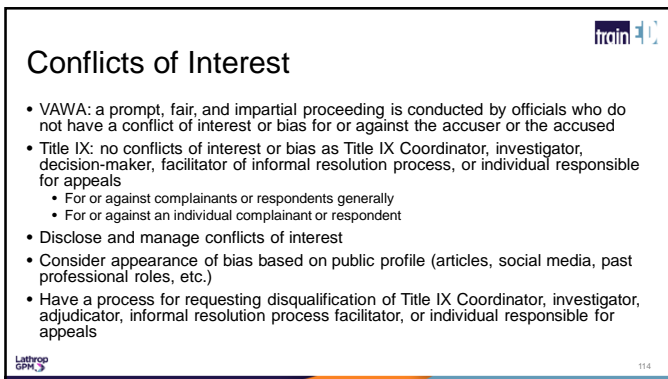 trainED
Conflicts of Interest
• VAWA: a prompt, fair, and impartial proceeding is conducted by officials who do
not have a conflict of interest or bias for or against the accuser or the accused
• Title IX: no conflicts of interest or bias as Title IX Coordinator, investigator,
decision-maker, facilitator of informal resolution process, or individual responsible
for appeals
• For or against complainants or respondents generally
• For or against an individual complainant or respondent
• Disclose and manage conflicts of interest
• Consider appearance of bias based on public profile (articles, social media, past
professional roles, etc.)
• Have a process for requesting disqualification of Title IX Coordinator, investigator,
adjudicator, informal resolution process facilitator, or individual responsible for
appeals
Lathrop
GPM
114